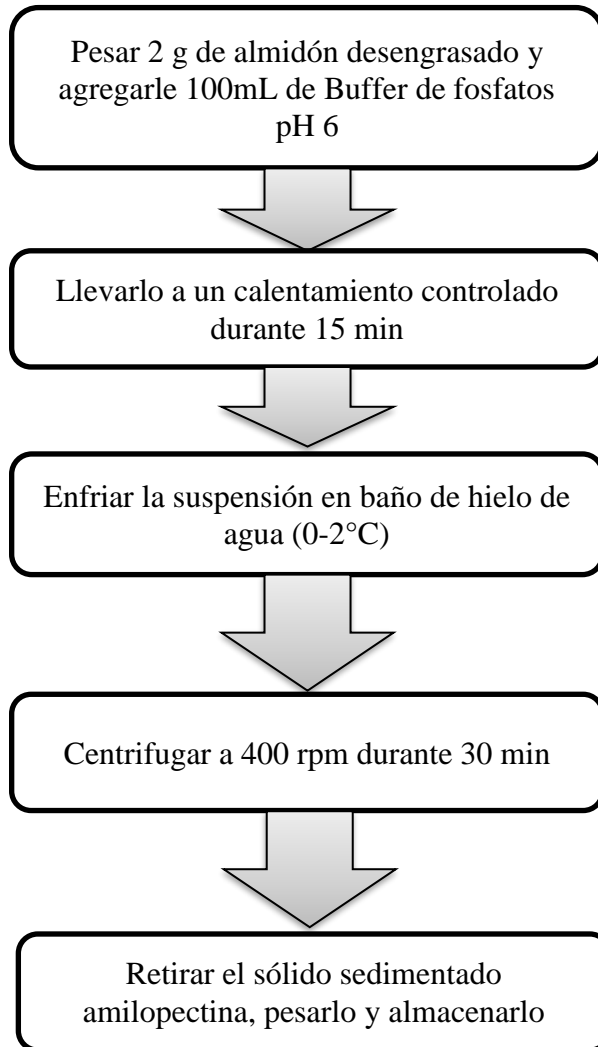 Pesar 2 g de almidón desengrasado y
agregarle 100mL de Buffer de fosfatos
pH 6
Llevarlo a un calentamiento controlado
durante 15 min
Enfriar la suspensión en baño de hielo de
agua (0-2°C)
Centrifugar a 400 rpm durante 30 min
Retirar el sólido sedimentado
amilopectina, pesarlo y almacenarlo